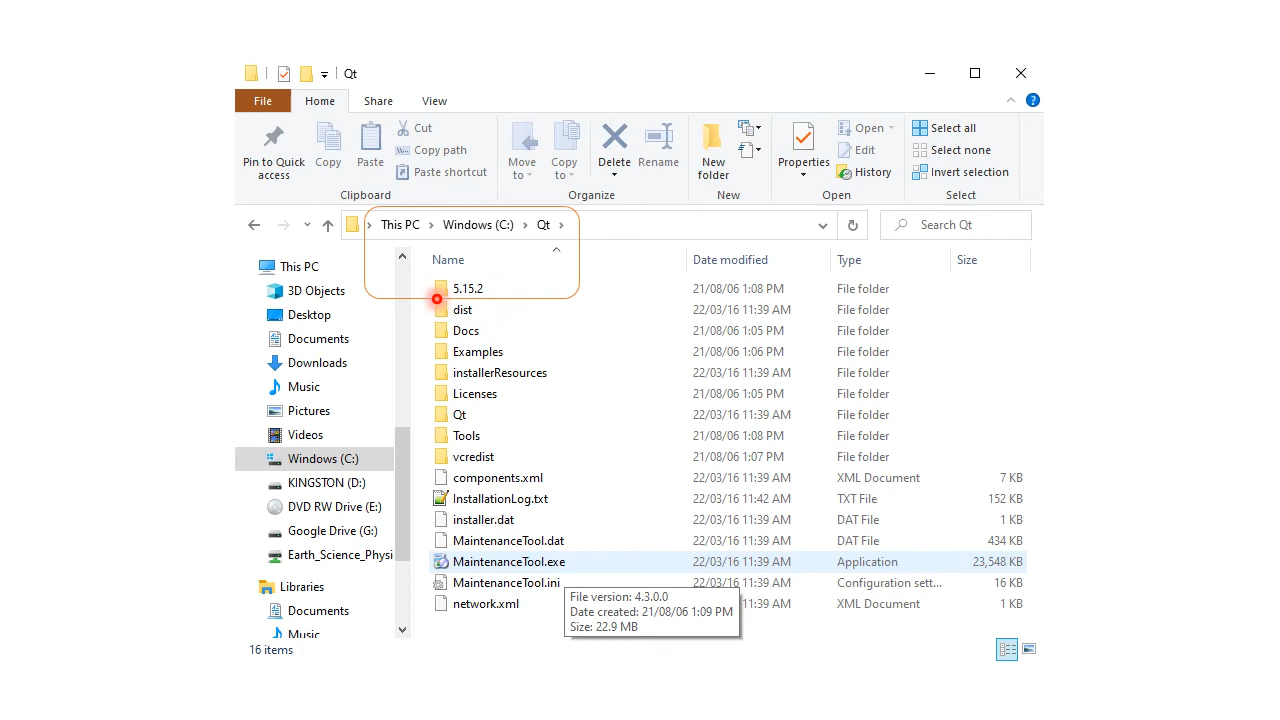 Qt
File Home Share View
Pin to Quick access
Copy
Paste
Cut
Copy path
Paste shortcut
Clipboard
Move to
Copy to
Delete
Rename
Organize
New folder
New
Properties
Open
Edit
History
Open
Select all
Select none
Invert selection
Select
This PC Windows (C:) Qt
Search Qt
This PC
3D Objects
Desktop
Documents
Downloads
Music
Pictures
Videos
Windows (C:)
KINGSTON (D:)
DVD RW Drive (E:)
Google Drive (G:)
Earth_Science_Physi
Libraries
Documents
Music
Name Date modified Type Size
5.15.2 21/08/06 1:08 PM File folder
dist 22/03/16 11:39 AM File folder
Docs 21/08/06 1:05 PM File folder
Examples 21/08/06 1:06 PM File folder
installerResources 22/03/16 11:39 AM File folder
Licenses 21/08/06 1:05 PM File folder
Qt 22/03/16 11:39 AM File folder
Tools 21/08/06 1:08 PM File folder
vcredist 21/08/06 1:07 PM File folder
components.xml 22/03/16 11:39 AM XML Document 7 KB
InstallationLog.txt 22/03/16 11:42 AM TXT File 152 KB
installer.dat 22/03/16 11:39 AM DAT File 1 KB
MaintenanceTool.dat 22/03/16 11:39 AM DAT File 434 KB
MaintenanceTool.exe 22/03/16 11:39 AM Application 23,548 KB
MaintenanceTool.ini 22/03/16 11:39 AM Configuration sett... 16 KB
network.xml 11:39 AM XML Document 1 KB
File version: 4.3.0.0
Date created: 21/08/06 1:09 PM
Size: 22.9 MB
16 items